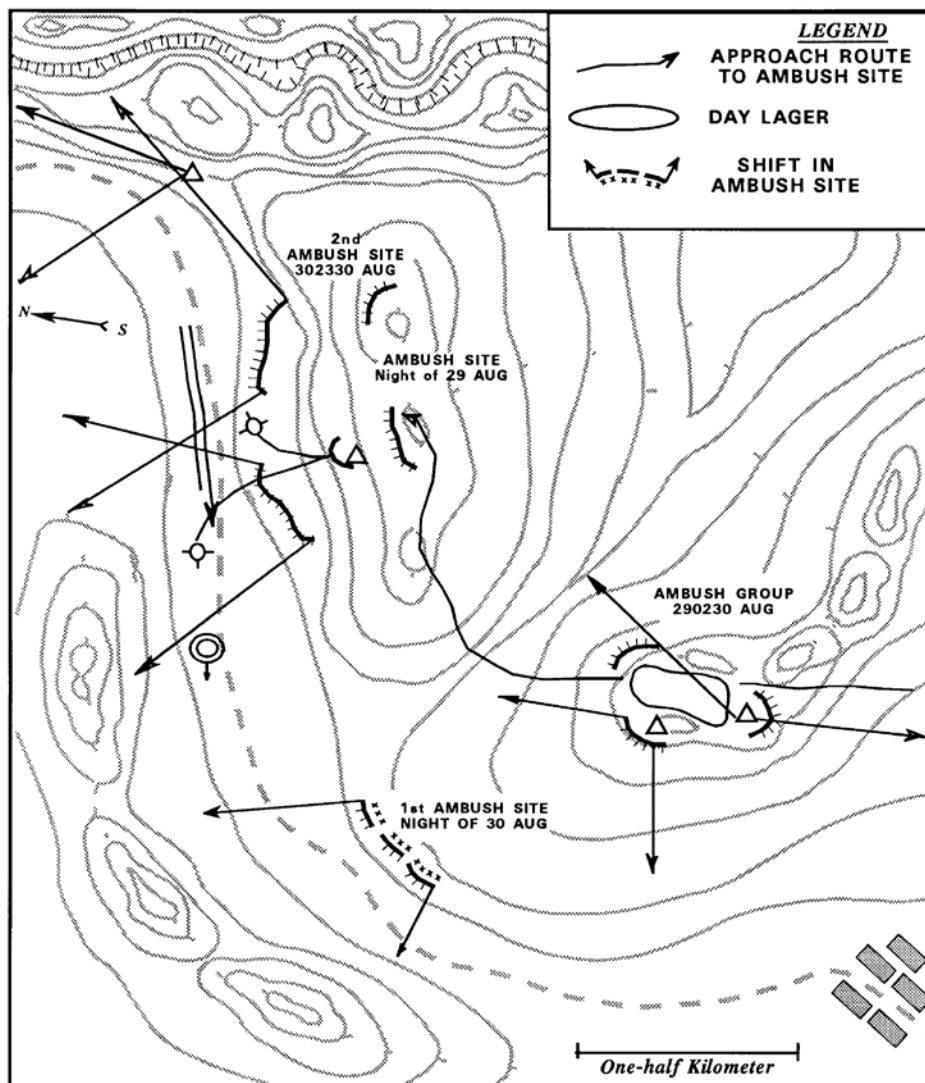 LEGEND
APPROACH ROUTE
TO AMBUSH SITE
DAY LAGER
SHIFT IN
AMBUSH SITE
2nd
AMBUSH SITE
302330 AUG
N
S
AMBUSH SITE
Night of 29 AUG
AMBUSH GROUP
290230 AUG
1st AMBUSH SITE
NIGHT OF 30 AUG
One-half Kilometer